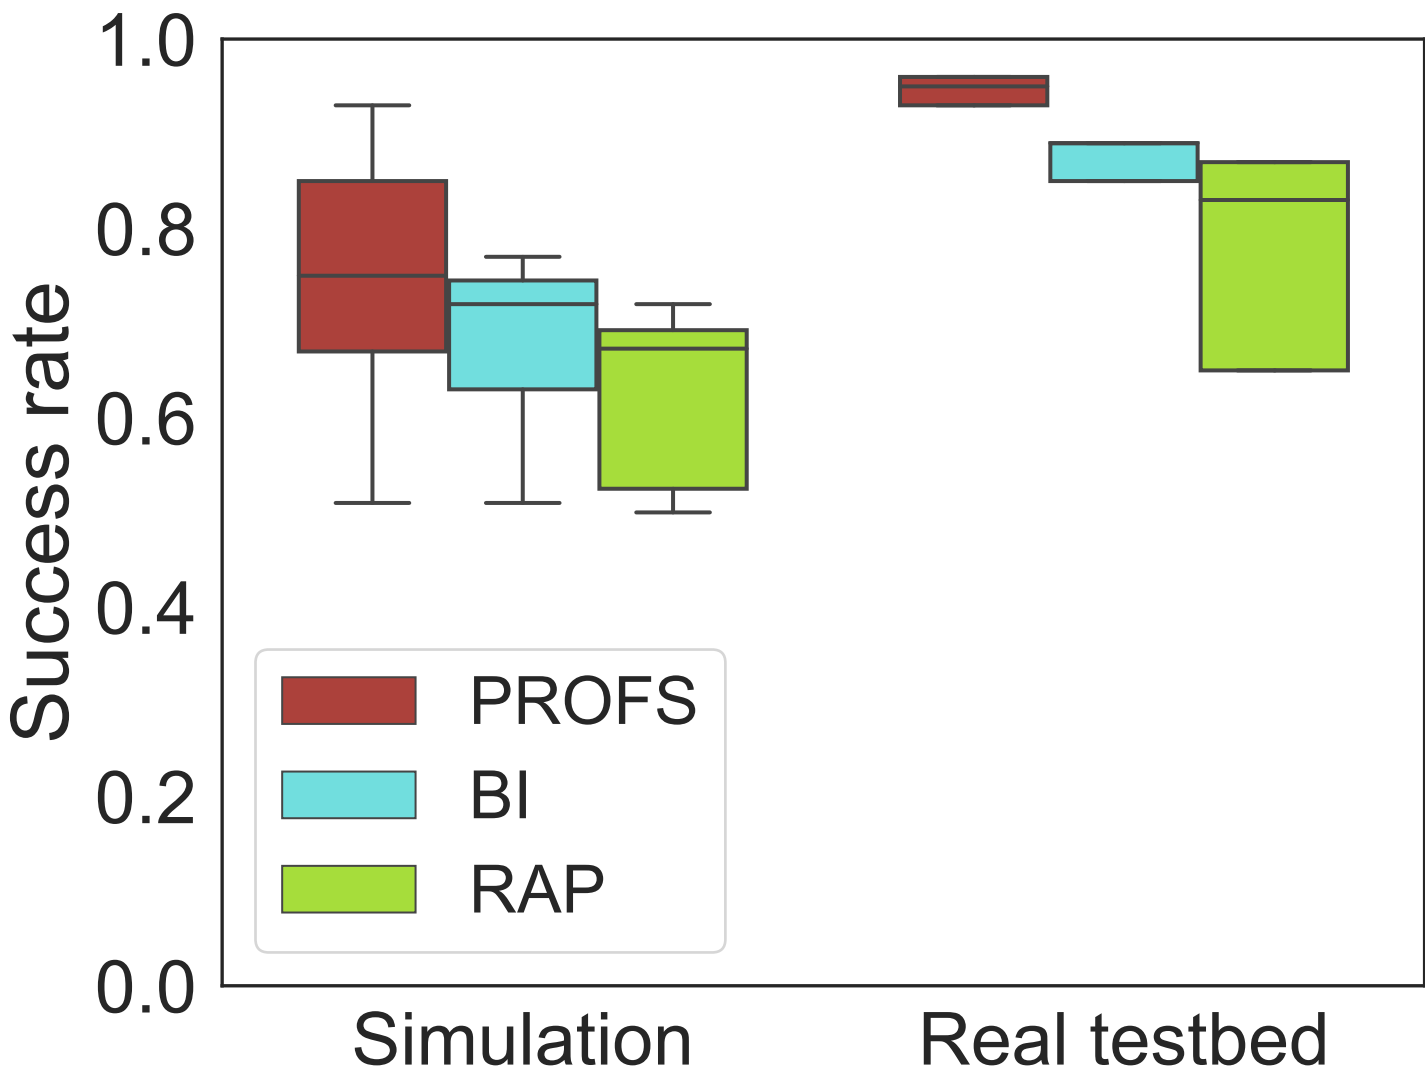 Success rate
1.0
0.8
0.6
0.4
0.2
0.0
PROFS
BI
RAP
Simulation
Real testbed